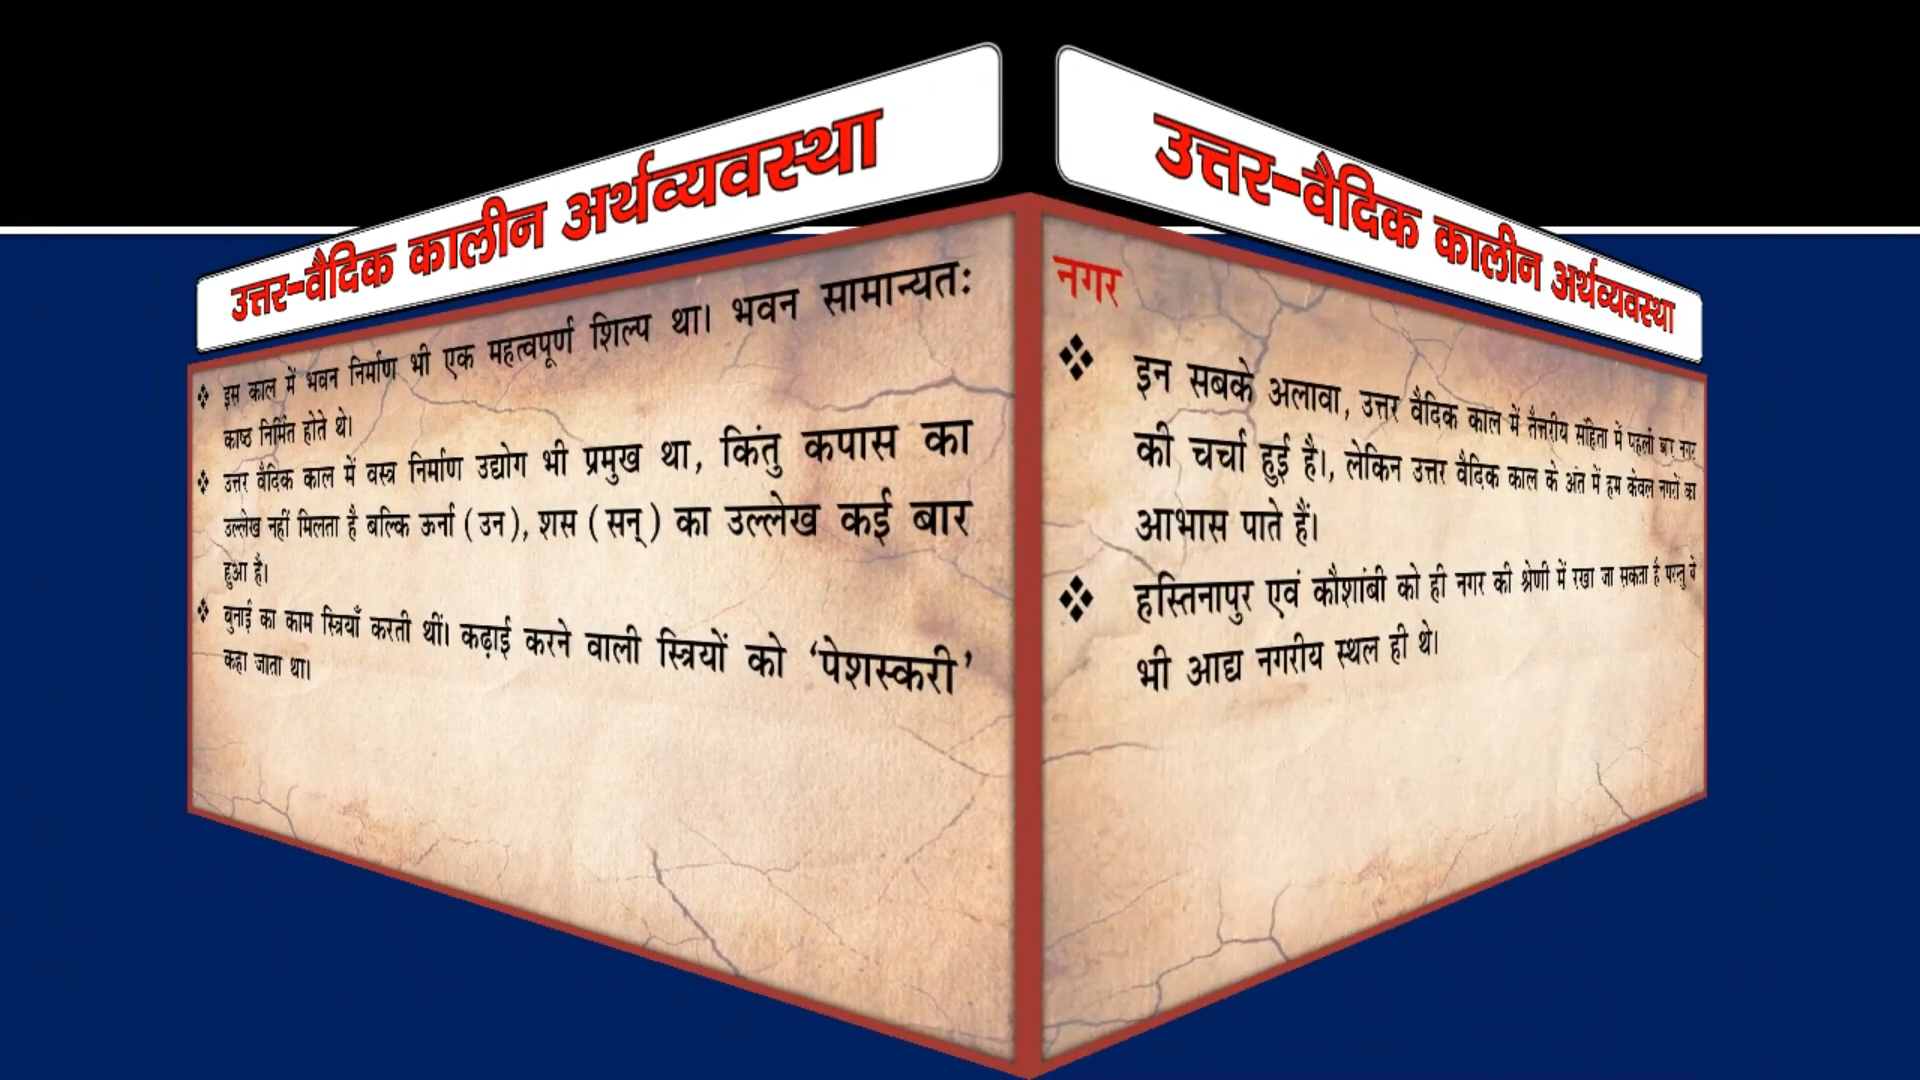 उत्तर-वैदिक कालीन अर्थव्यवस्था
❖ इस काल में भवन निर्माण भी एक महत्वपूर्ण शिल्प था। भवन सामान्यतः
काष्ठ निर्मित होते थे।
❖ उत्तर वैदिक काल में वस्त्र निर्माण उद्योग भी प्रमुख था, किंतु कपास का
उल्लेख नहीं मिलता है बल्कि ऊर्ना (उन), शस (सन्) का उल्लेख कई बार
हुआ है।
❖ बुनाई का काम स्त्रियाँ करती थीं। कढ़ाई करने वाली स्त्रियों को ‘पेशस्करी’
कहा जाता था।
उत्तर-वैदिक कालीन अर्थव्यवस्था
नगर
❖ इन सबके अलावा, उत्तर वैदिक काल में तैत्तरीय संहिता में पहली बार नगर
की चर्चा हुई है।, लेकिन उत्तर वैदिक काल के अंत में हम केवल नगरों का
आभास पाते हैं।
❖ हस्तिनापुर एवं कौशांबी को ही नगर की श्रेणी में रखा जा सकता है परन्तु वे
भी आद्य नगरीय स्थल ही थे।